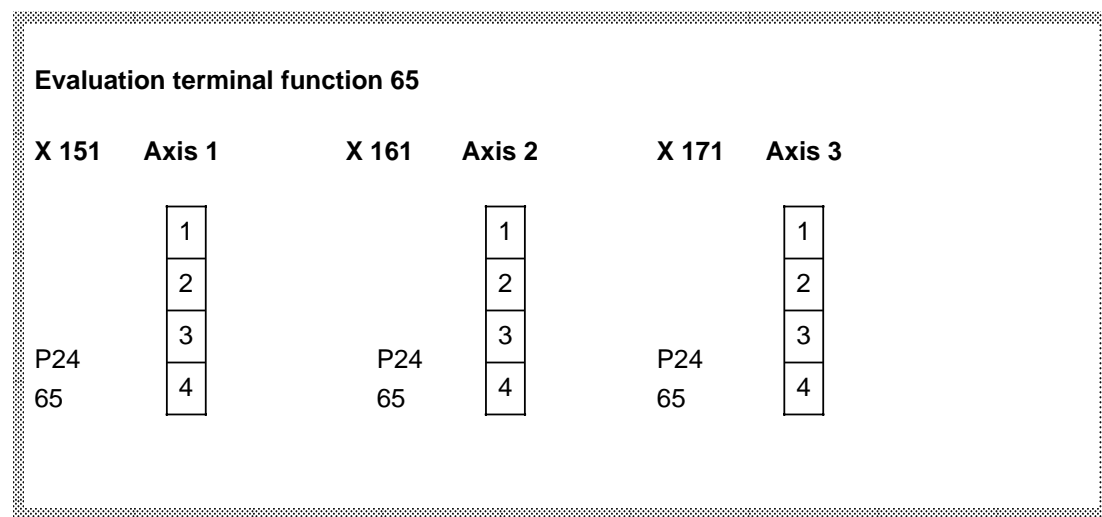 Evaluation terminal function 65
X 151 Axis 1 X 161 Axis 2 X 171 Axis 3
1 1 1
2 2 2
3 3 3
P24 P24 P24
4 4 4
65 65 65